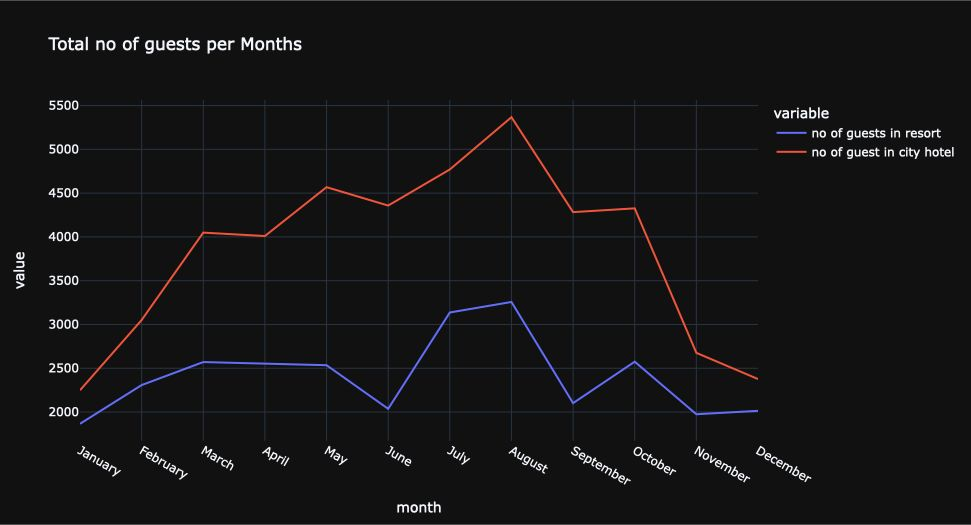 Total no of guests per Months
variable
no of guests in resort
no of guest in city hotel
value
5500
5000
4500
4000
3500
3000
2500
2000
January
February
March
April
May
June
July
August
September
October
November
December
month